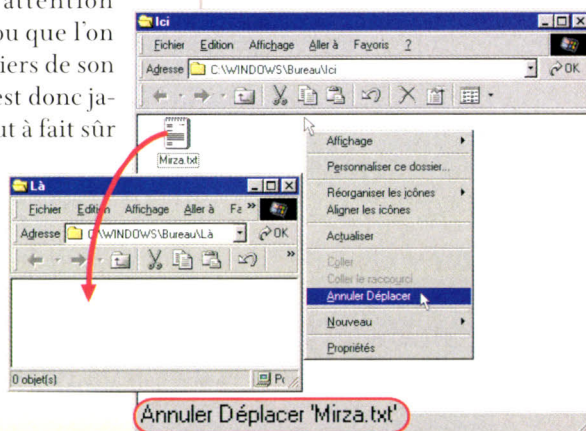 attention
ou que l'on
iers de son
est donc ja-
ut à fait sûr
Ici
Fichier Edition Affichage Aller à Favoris ?
Adresse C:\WINDOWS\Bureau\Ici OK
Mirza.txt
Affichage
Personnaliser ce dossier...
Réorganiser les icônes
Aligner les icônes
Actualiser
Coller
Coller le raccourci
Annuler Déplacer
Nouveau
Propriétés
Là
Fichier Edition Affichage Aller à Fa »
Adresse C:\WINDOWS\Bureau\Là OK
»
0 objet(s)
Annuler Déplacer 'Mirza.txt'